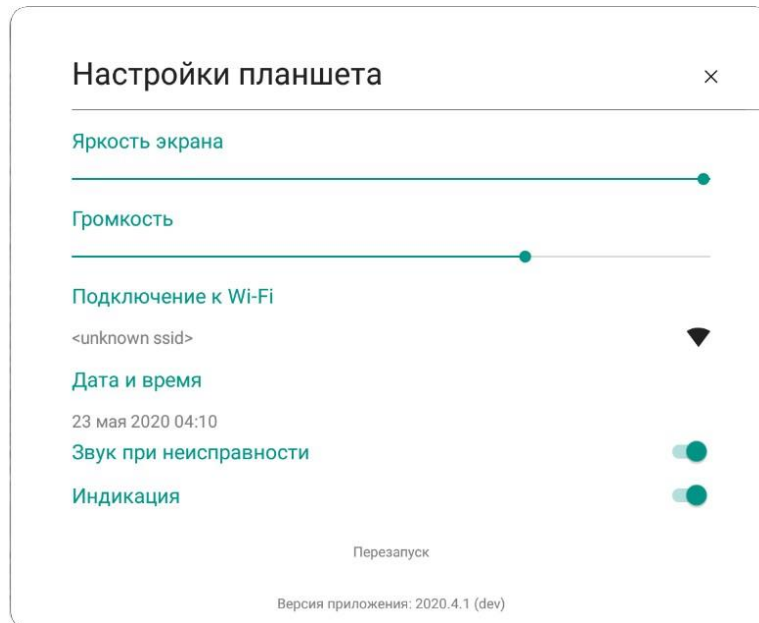 Настройки планшета
Яркость экрана
Громкость
Подключение к Wi-Fi
<unknown ssid>
Дата и время
23 мая 2020 04:10
Звук при неисправности
Индикация
Перезапуск
Версия приложения: 2020.4.1 (dev)